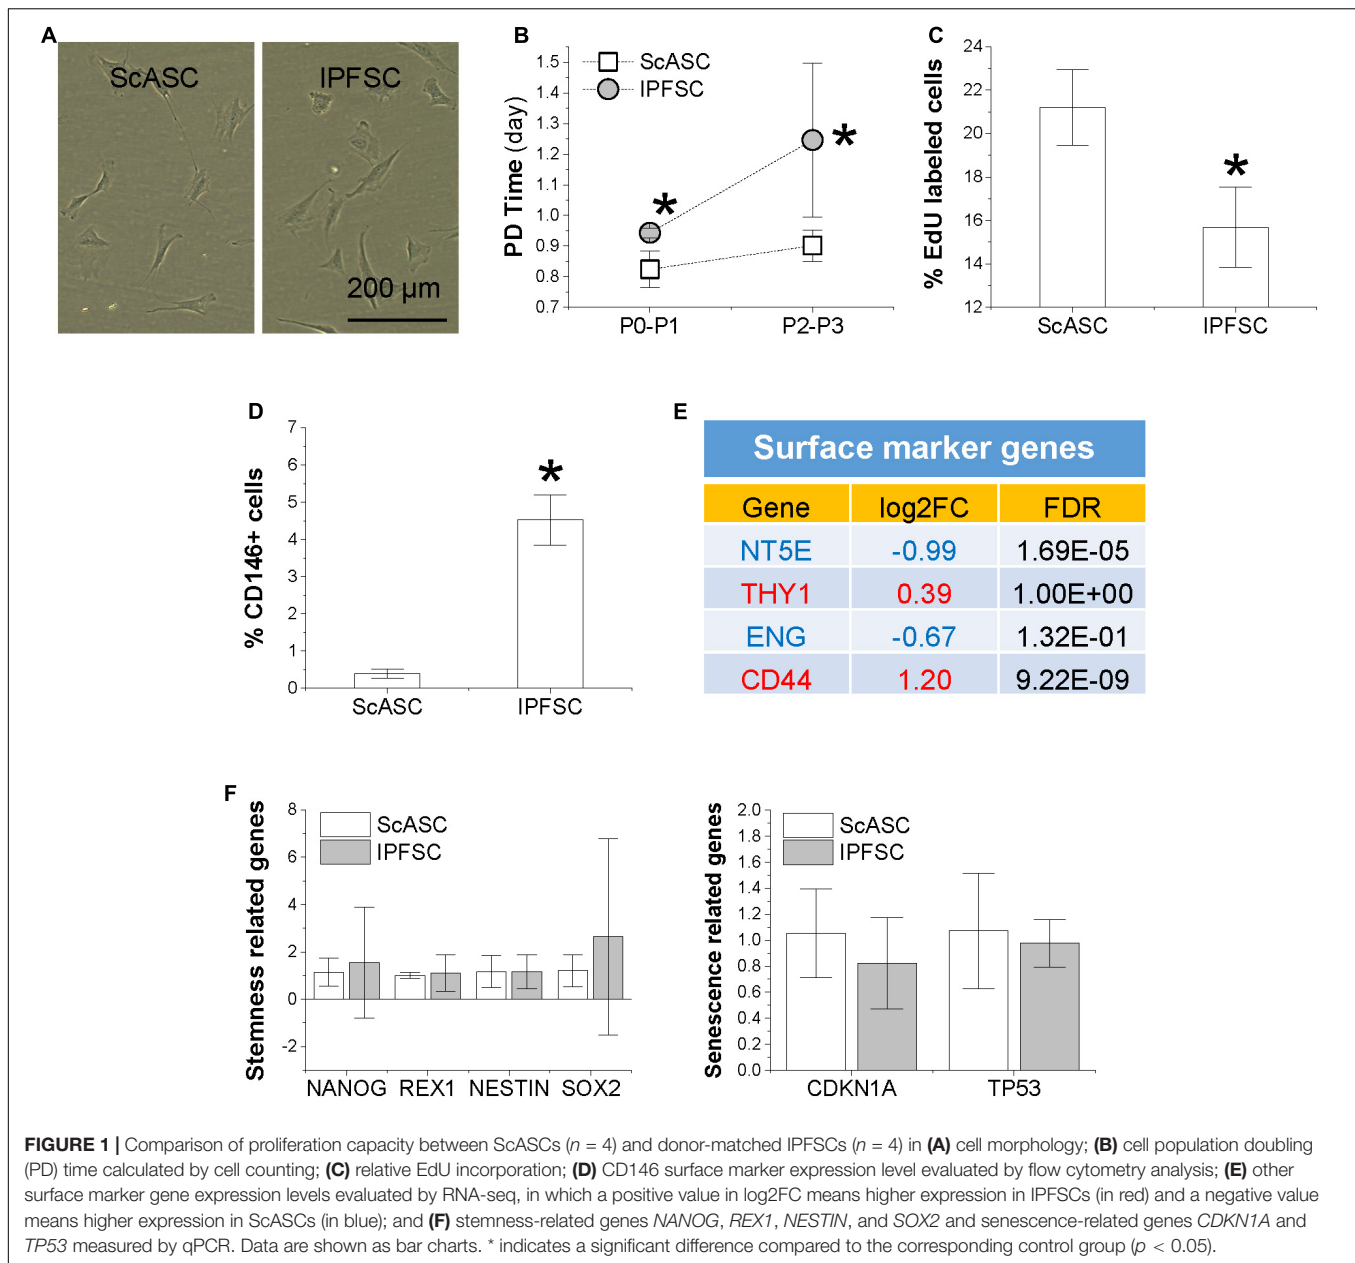 A
ScASC
IPFSC
200 μm
B
PD Time (day)
1.5
1.4
1.3
1.2
1.1
1.0
0.9
0.8
0.7
ScASC
IPFSC
*
*
P0-P1
P2-P3
C
% EdU labeled cells
24
22
20
18
16
14
12
*
ScASC
IPFSC
D
% CD146+ cells
7
6
5
4
3
2
1
0
*
ScASC
IPFSC
E
Surface marker genes
Gene log2FC FDR
NT5E -0.99 1.69E-05
THY1 0.39 1.00E+00
ENG -0.67 1.32E-01
CD44 1.20 9.22E-09
F
Stemness related genes
8
6
4
2
0
-2
ScASC
IPFSC
NANOG REX1 NESTIN SOX2
Senescence related genes
2.0
1.8
1.6
1.4
1.2
1.0
0.8
0.6
0.4
0.2
0.0
ScASC
IPFSC
CDKN1A TP53
FIGURE 1 | Comparison of proliferation capacity between ScASCs (n = 4) and donor-matched IPFSCs (n = 4) in (A) cell morphology; (B) cell population doubling
(PD) time calculated by cell counting; (C) relative EdU incorporation; (D) CD146 surface marker expression level evaluated by flow cytometry analysis; (E) other
surface marker gene expression levels evaluated by RNA-seq, in which a positive value in log2FC means higher expression in IPFSCs (in red) and a negative value
means higher expression in ScASCs (in blue); and (F) stemness-related genes NANOG, REX1, NESTIN, and SOX2 and senescence-related genes CDKN1A and
TP53 measured by qPCR. Data are shown as bar charts. * indicates a significant difference compared to the corresponding control group (p < 0.05).